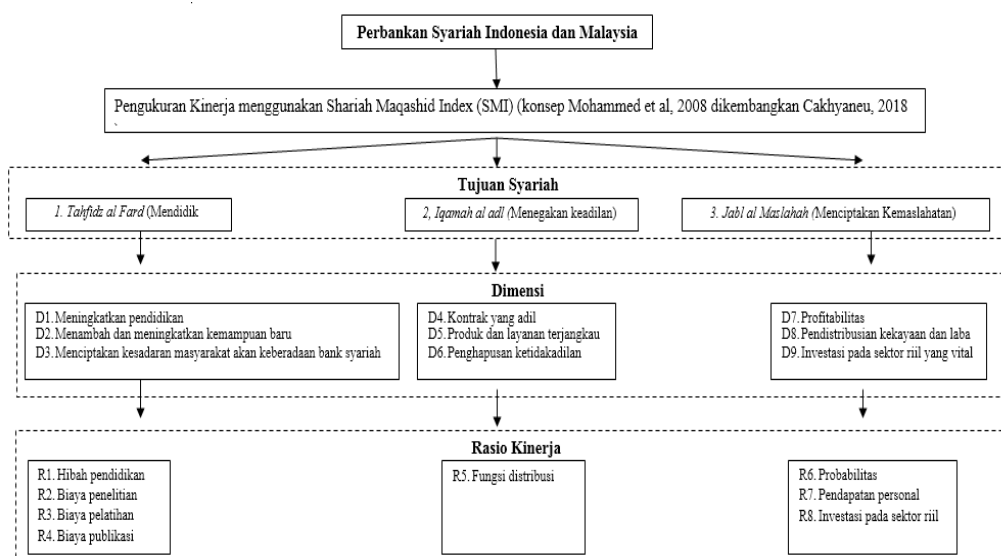 Perbankan Syariah Indonesia dan Malaysia
Pengukuran Kinerja menggunakan Shariah Maqashid Index (SMI) (konsep Mohammed et al, 2008 dikembangkan Cakhyaneu, 2018
`
Tujuan Syariah
1. Tahfidz al Fard (Mendidik
2, Iqamah al adl (Menegakan keadilan)
3. Jabl al Maslahah (Menciptakan Kemaslahatan)
Dimensi
D1. Meningkatkan pendidikan
D2. Menambah dan meningkatkan kemampuan baru
D3. Menciptakan kesadaran masyarakat akan keberadaan bank syariah
D4. Kontrak yang adil
D5. Produk dan layanan terjangkau
D6. Penghapusan ketidakadilan
D7. Profitabilitas
D8. Pendistribusian kekayaan dan laba
D9. Investasi pada sektor riil yang vital
Rasio Kinerja
R1. Hibah pendidikan
R2. Biaya penelitian
R3. Biaya pelatihan
R4. Biaya publikasi
R5. Fungsi distribusi
R6. Probabilitas
R7. Pendapatan personal
R8. Investasi pada sektor riil